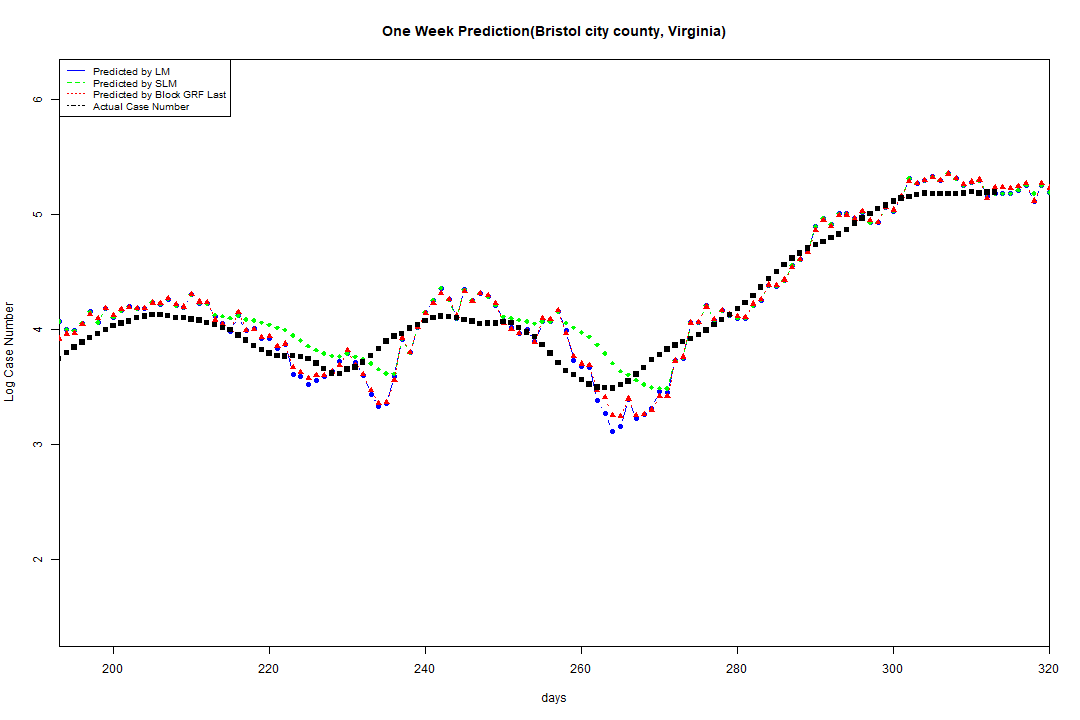 One Week Prediction(Bristol city county, Virginia)
Predicted by LM
Predicted by SLM
Predicted by Block GRF Last
Actual Case Number
6
5
4
3
2
Log Case Number
200 220 240 260 280 300 320
days